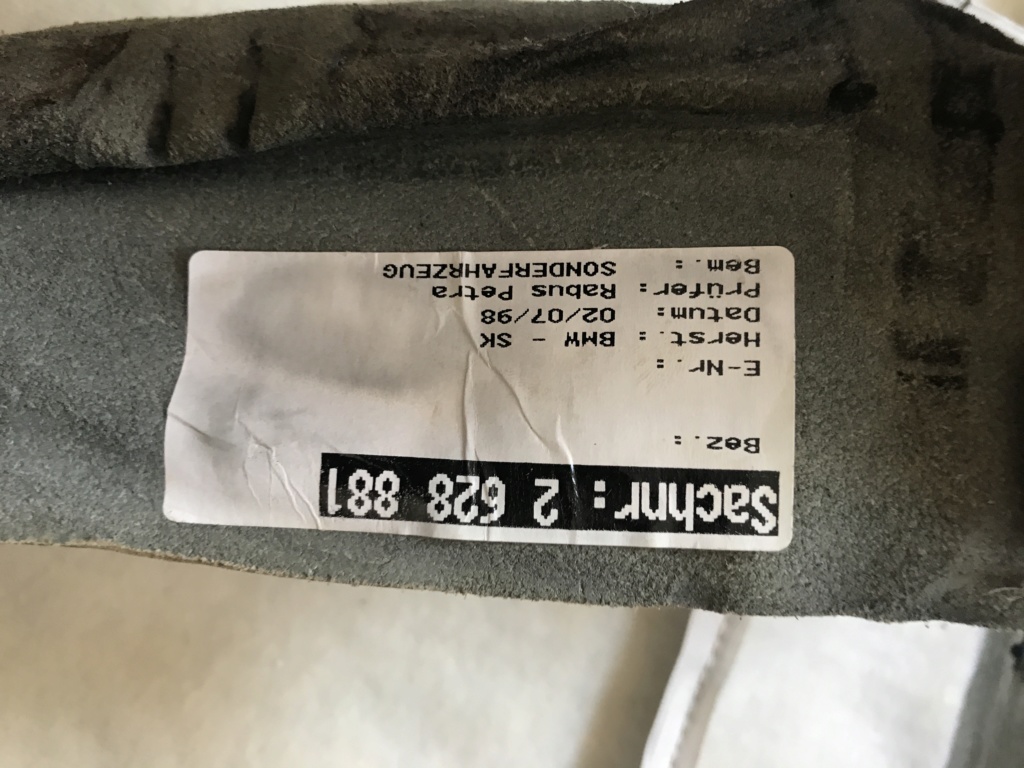 Sachnr: 2 628 881
Bez.:
E-Nr.:
Herst.: BMW - SK
Datum: 02/07/98
Prüfer: Rabus Petra
Bem.: SONDERFAHRZEUG